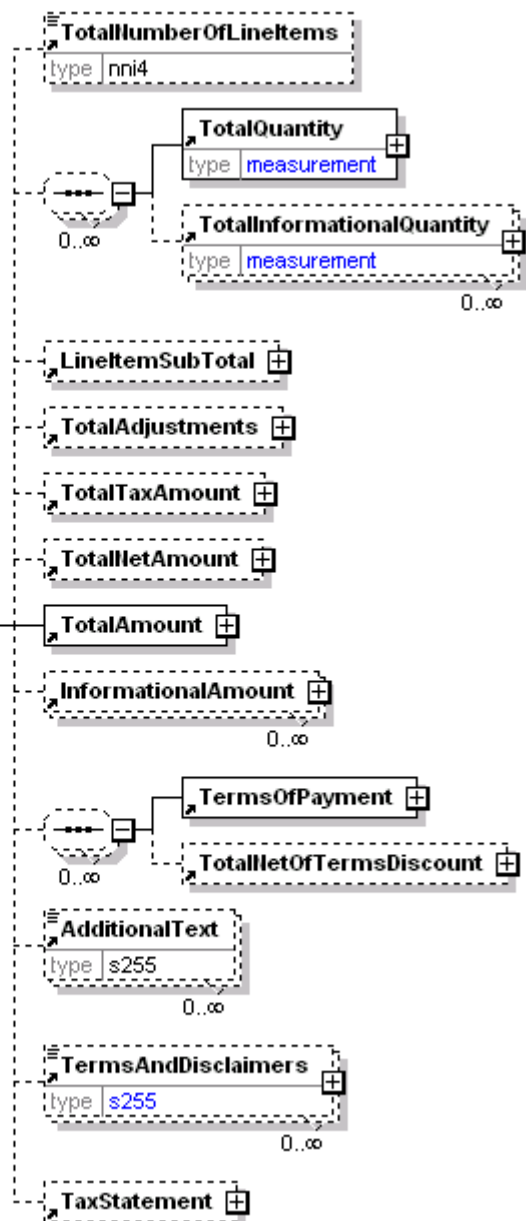 TotalNumberOfLineItems
type nni4
TotalQuantity
type measurement
0..∞
TotalInformationalQuantity
type measurement
0..∞
LineItemSubTotal
TotalAdjustments
TotalTaxAmount
TotalNetAmount
TotalAmount
InformationalAmount
0..∞
TermsOfPayment
0..∞
TotalNetOfTermsDiscount
AdditionalText
type s255
0..∞
TermsAndDisclaimers
type s255
0..∞
TaxStatement